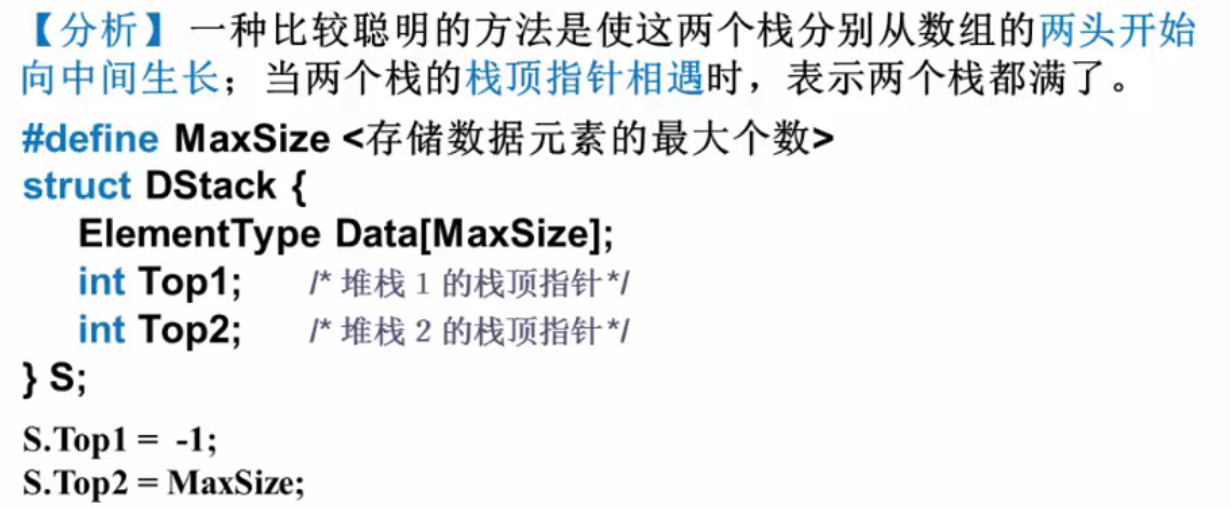 【分析】一种比较聪明的方法是使这两个栈分别从数组的两头开始
向中间生长；当两个栈的栈顶指针相遇时，表示两个栈都满了。
#define MaxSize <存储数据元素的最大个数>
struct DStack {
ElementType Data[MaxSize];
int Top1; /* 堆栈 1 的栈顶指针*/
int Top2; /* 堆栈 2 的栈顶指针*/
} S;
S.Top1 = -1;
S.Top2 = MaxSize;